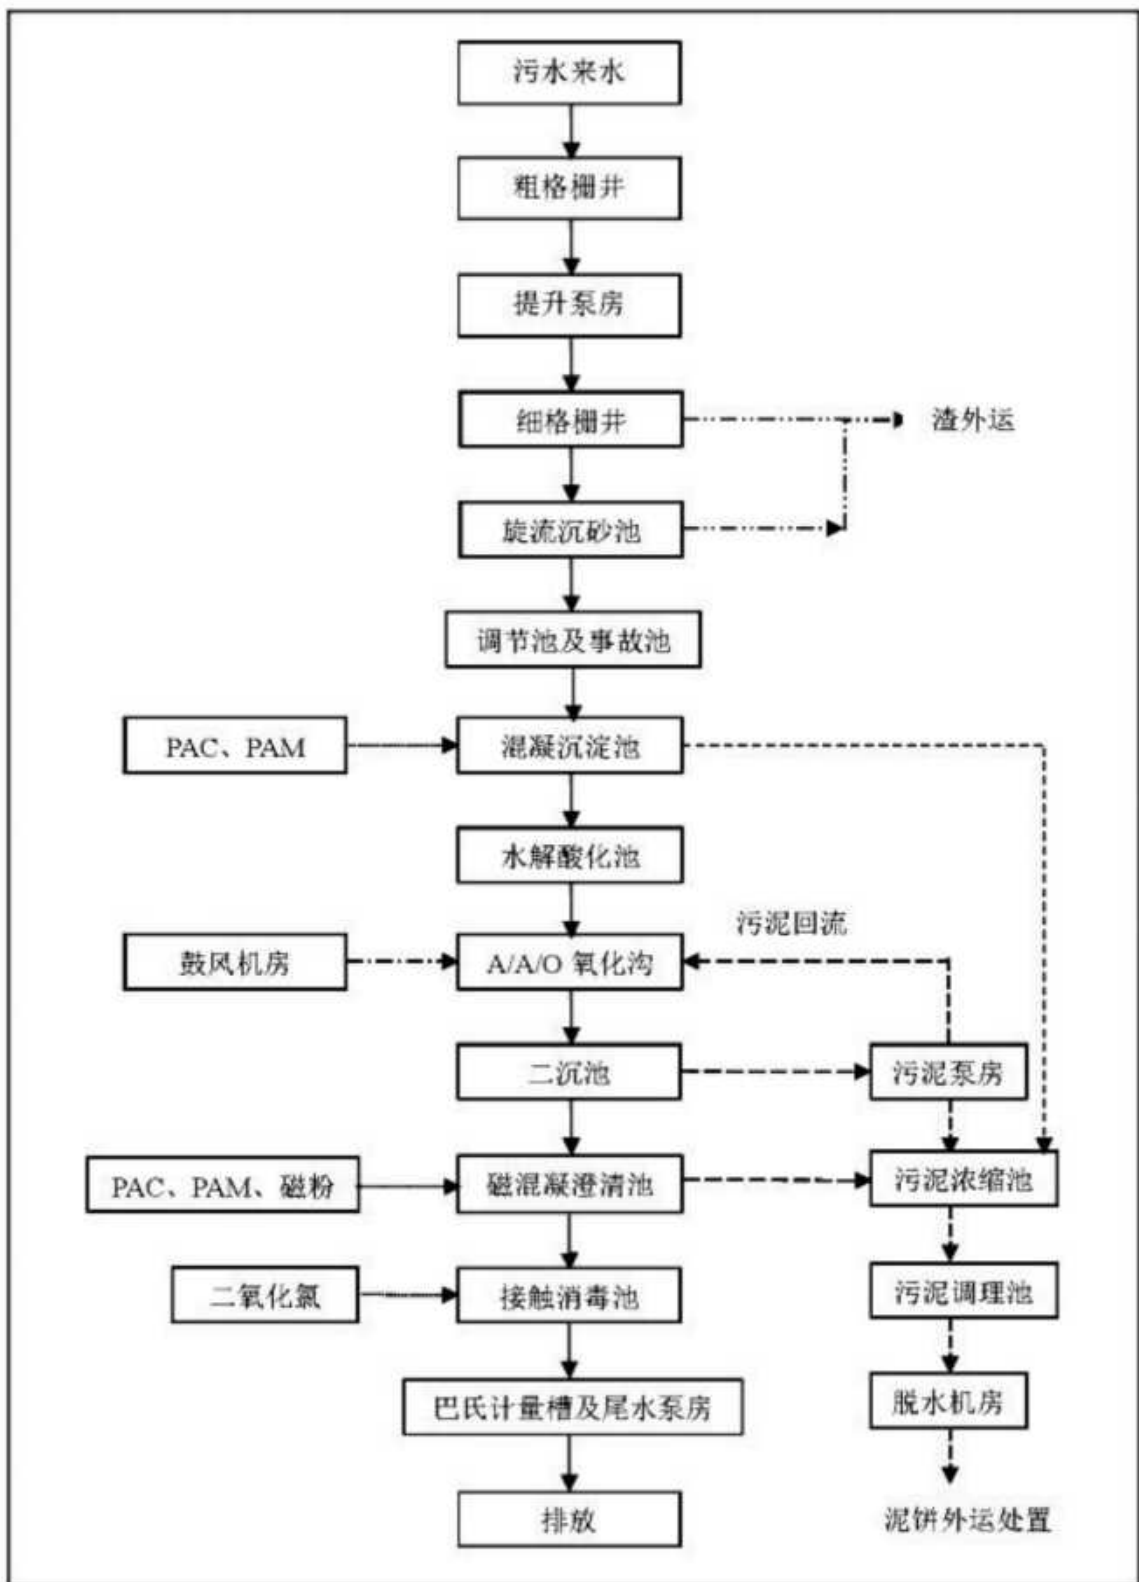 污水来水
粗格栅井
提升泵房
细格栅井
渣外运
旋流沉砂池
调节池及事故池
PAC、PAM
混凝沉淀池
水解酸化池
污泥回流
鼓风机房
A/A/O 氧化沟
二沉池
污泥泵房
PAC、PAM、磁粉
磁混凝澄清池
污泥浓缩池
二氧化氯
接触消毒池
污泥调理池
巴氏计量槽及尾水泵房
脱水机房
排放
泥饼外运处置